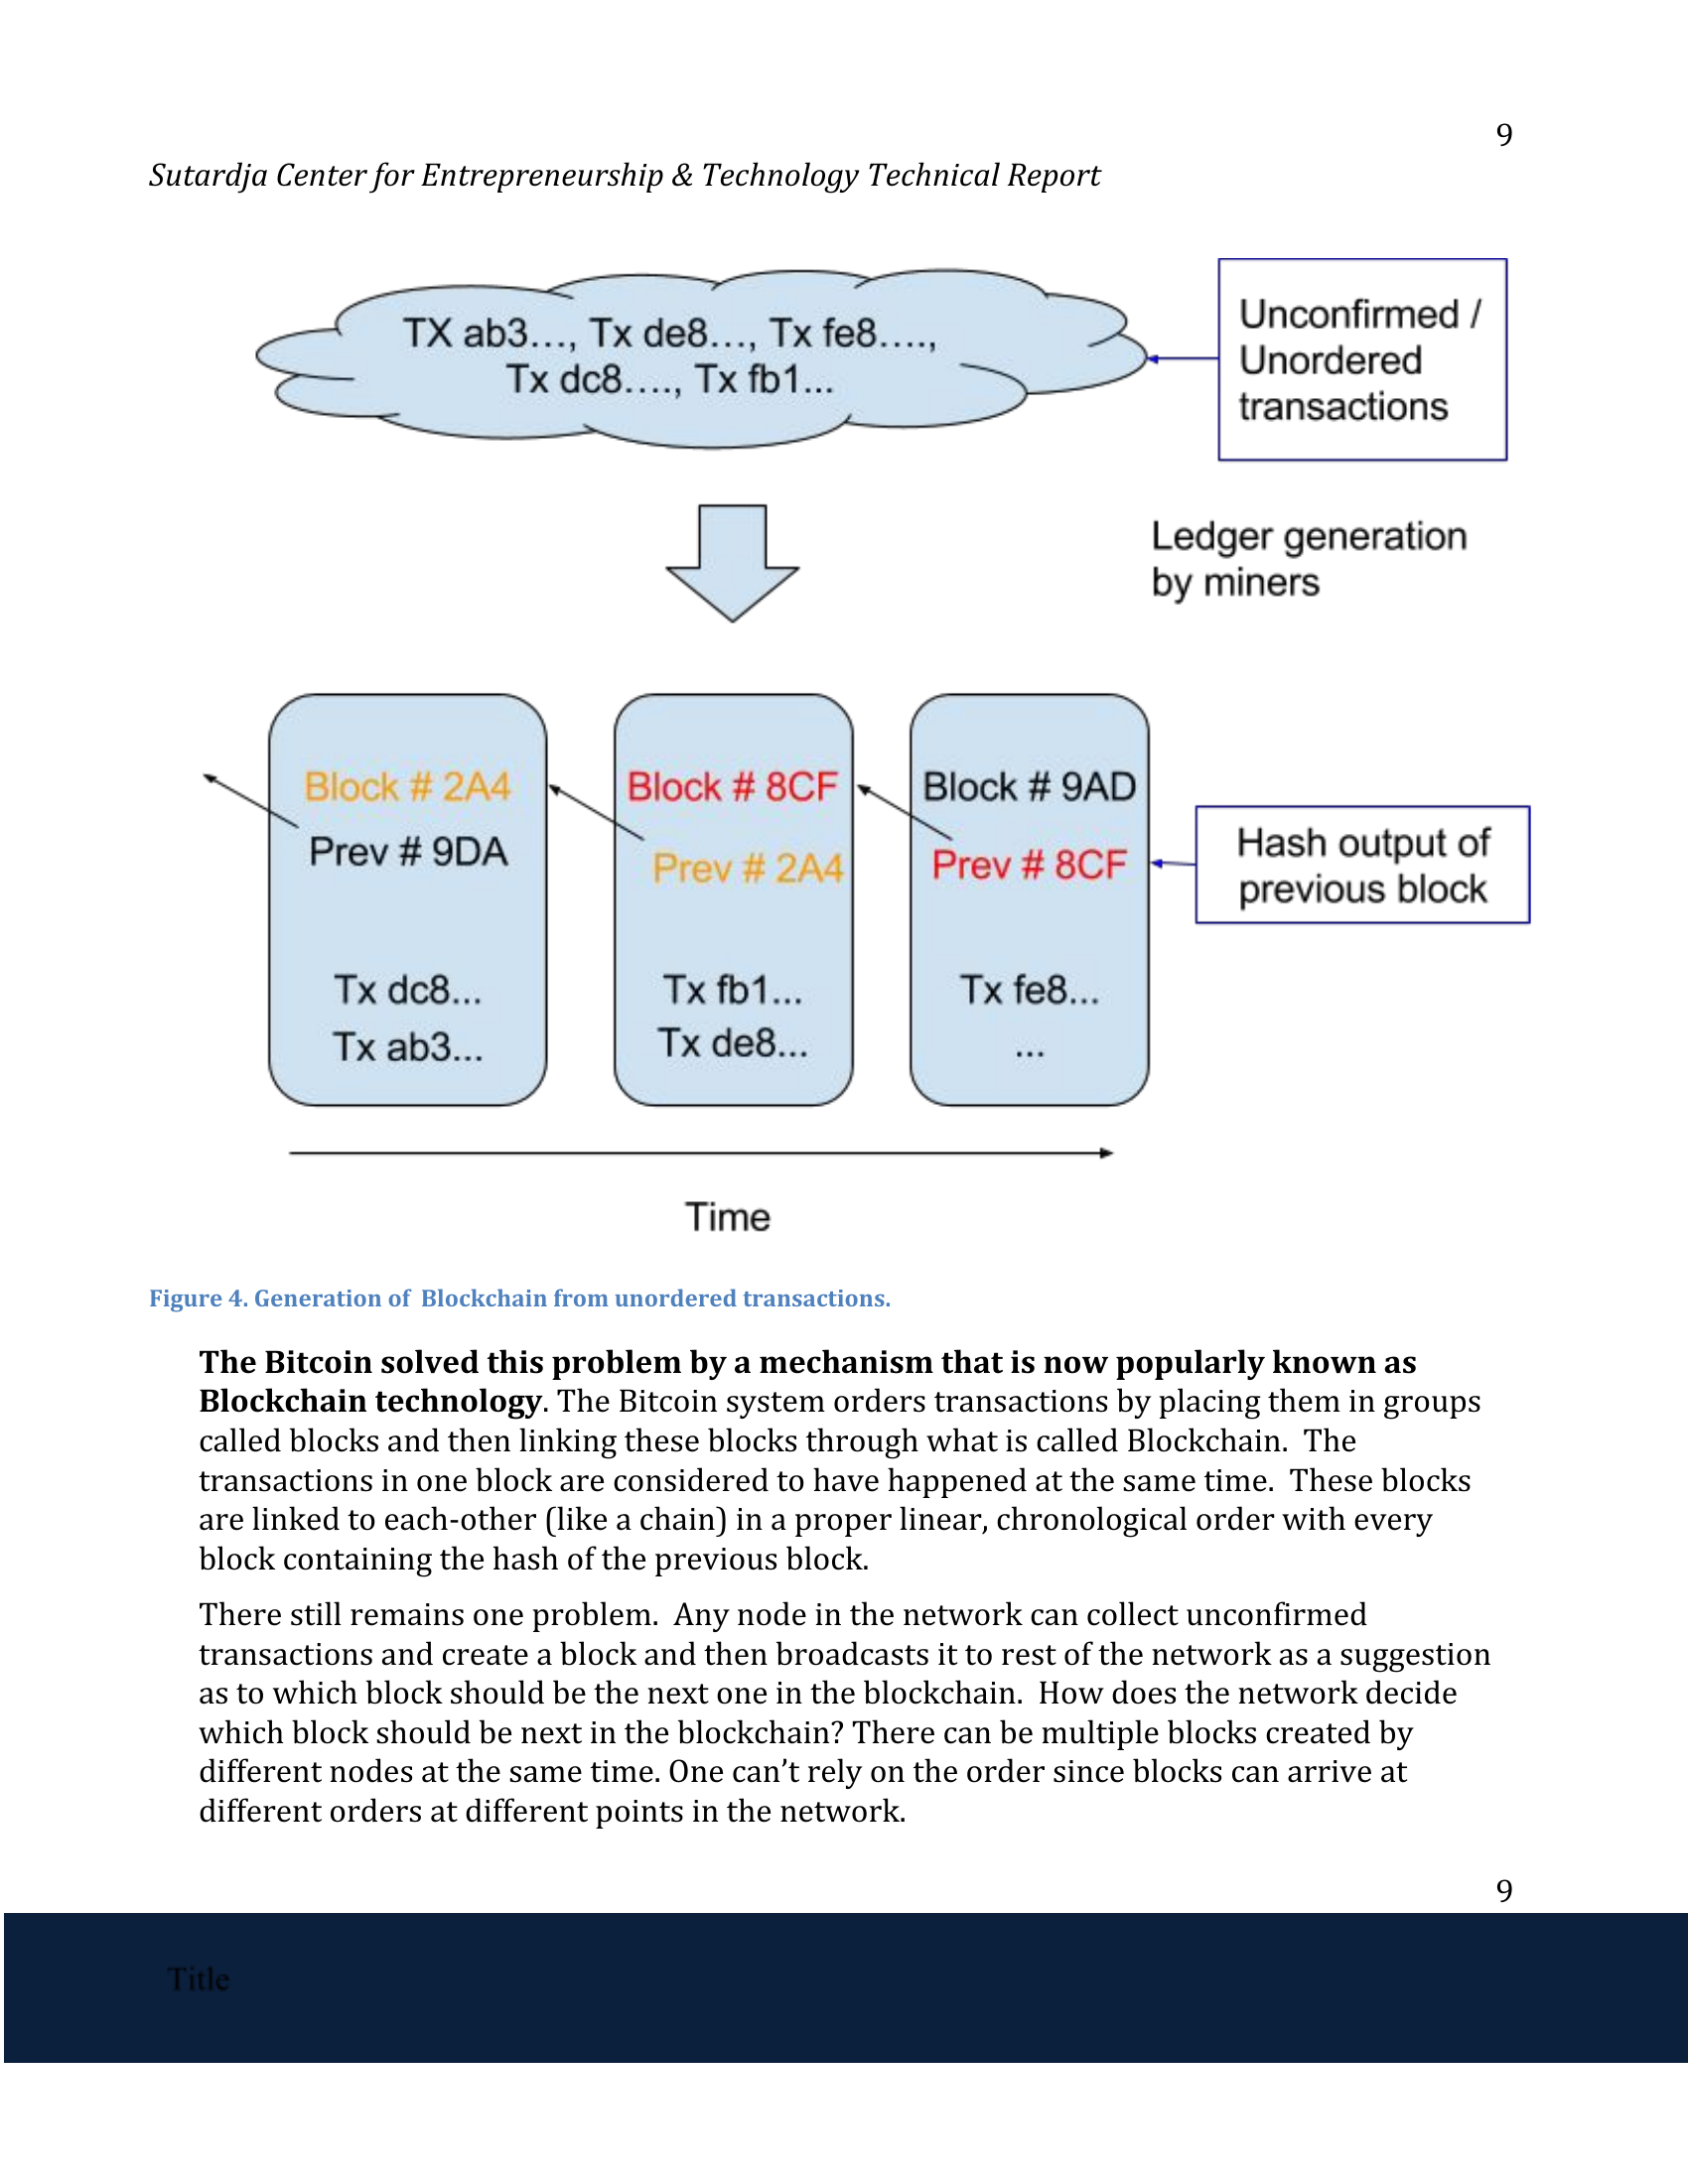 9
Sutardja Center for Entrepreneurship & Technology Technical Report
TX ab3..., Tx de8..., Tx fe8....,
Tx dc8...., Tx fb1...
Unconfirmed /
Unordered
transactions
Ledger generation
by miners
Block # 2A4
Prev # 9DA
Tx dc8...
Tx ab3...
Block # 8CF
Prev # 2A4
Tx fb1...
Tx de8...
Block # 9AD
Prev # 8CF
Tx fe8...
...
Hash output of
previous block
Time
Figure 4. Generation of  Blockchain from unordered transactions.
The Bitcoin solved this problem by a mechanism that is now popularly known as
Blockchain technology. The Bitcoin system orders transactions by placing them in groups
called blocks and then linking these blocks through what is called Blockchain.  The
transactions in one block are considered to have happened at the same time.  These blocks
are linked to each-other (like a chain) in a proper linear, chronological order with every
block containing the hash of the previous block.
There still remains one problem.  Any node in the network can collect unconfirmed
transactions and create a block and then broadcasts it to rest of the network as a suggestion
as to which block should be the next one in the blockchain.  How does the network decide
which block should be next in the blockchain? There can be multiple blocks created by
different nodes at the same time. One can’t rely on the order since blocks can arrive at
different orders at different points in the network.
9
Title